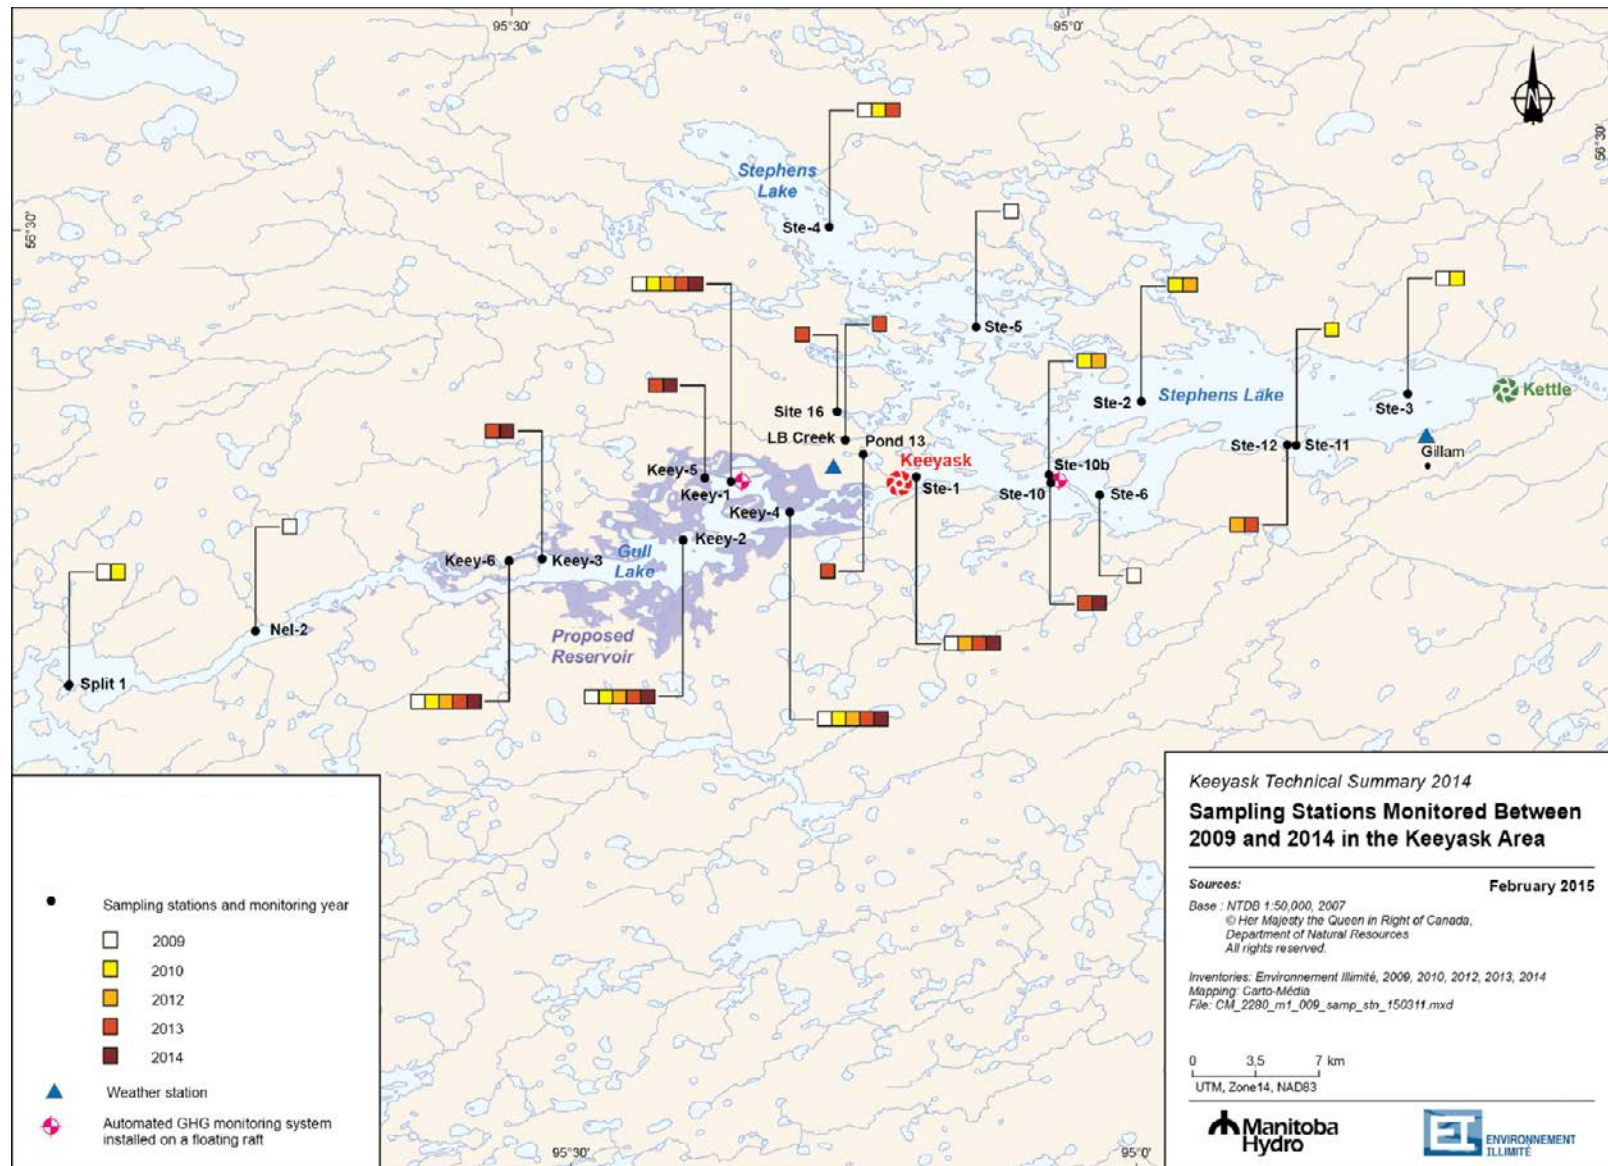 95°30'
95°0'
56°30'
56°30'
N
Stephens
Lake
Ste-4
Ste-5
Ste-2
Stephens Lake
Ste-3
Kettle
Site 16
LB Creek
Pond 13
Ste-12
Ste-11
Gillam
Keeyask
Keey-5
Keey-1
Ste-10b
Ste-1
Ste-10
Ste-6
Keey-4
Keey-2
Gull
Lake
Keey-6
Keey-3
Nel-2
Proposed
Reservoir
Split 1
Sampling stations and monitoring year
2009
2010
2012
2013
2014
Weather station
Automated GHG monitoring system
installed on a floating raft
Keeyask Technical Summary 2014
Sampling Stations Monitored Between
2009 and 2014 in the Keeyask Area
Sources:
February 2015
Base : NTDB 1:50,000, 2007
© Her Majesty the Queen in Right of Canada,
Department of Natural Resources
All rights reserved.
Inventories: Environnement Illimité, 2009, 2010, 2012, 2013, 2014
Mapping: Carto-Média
File: CM_2280_m1_009_samp_stn_150311.mxd
0 3,5 7 km
UTM, Zone14, NAD83
Manitoba
Hydro
EI
ENVIRONNEMENT
ILLIMITÉ
95°30'
95°0'